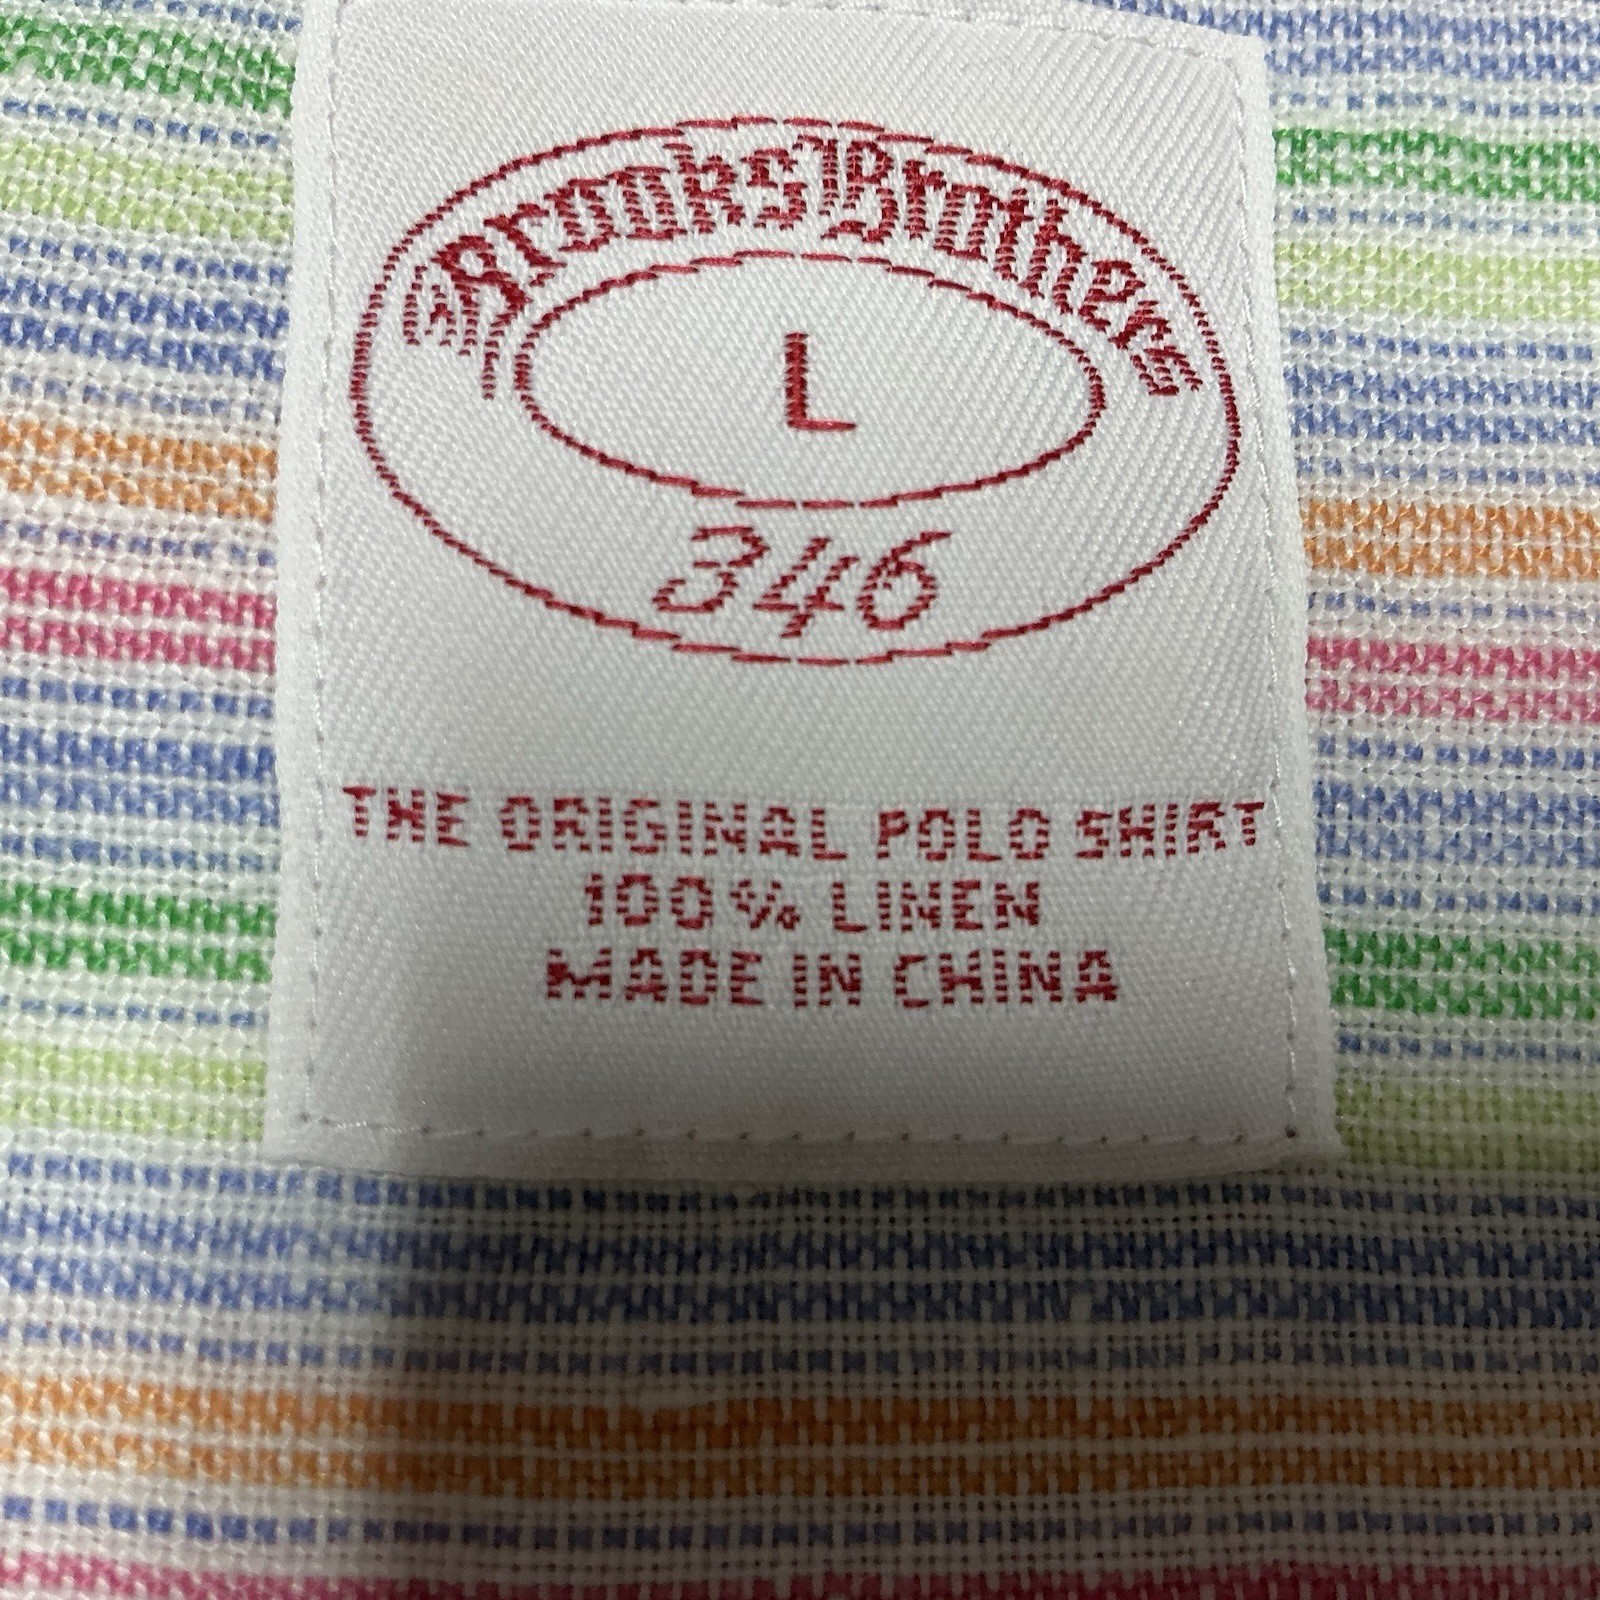 Brooks Brothers
L
346
THE ORIGINAL POLO SHIRT
100% LINEN
MADE IN CHINA